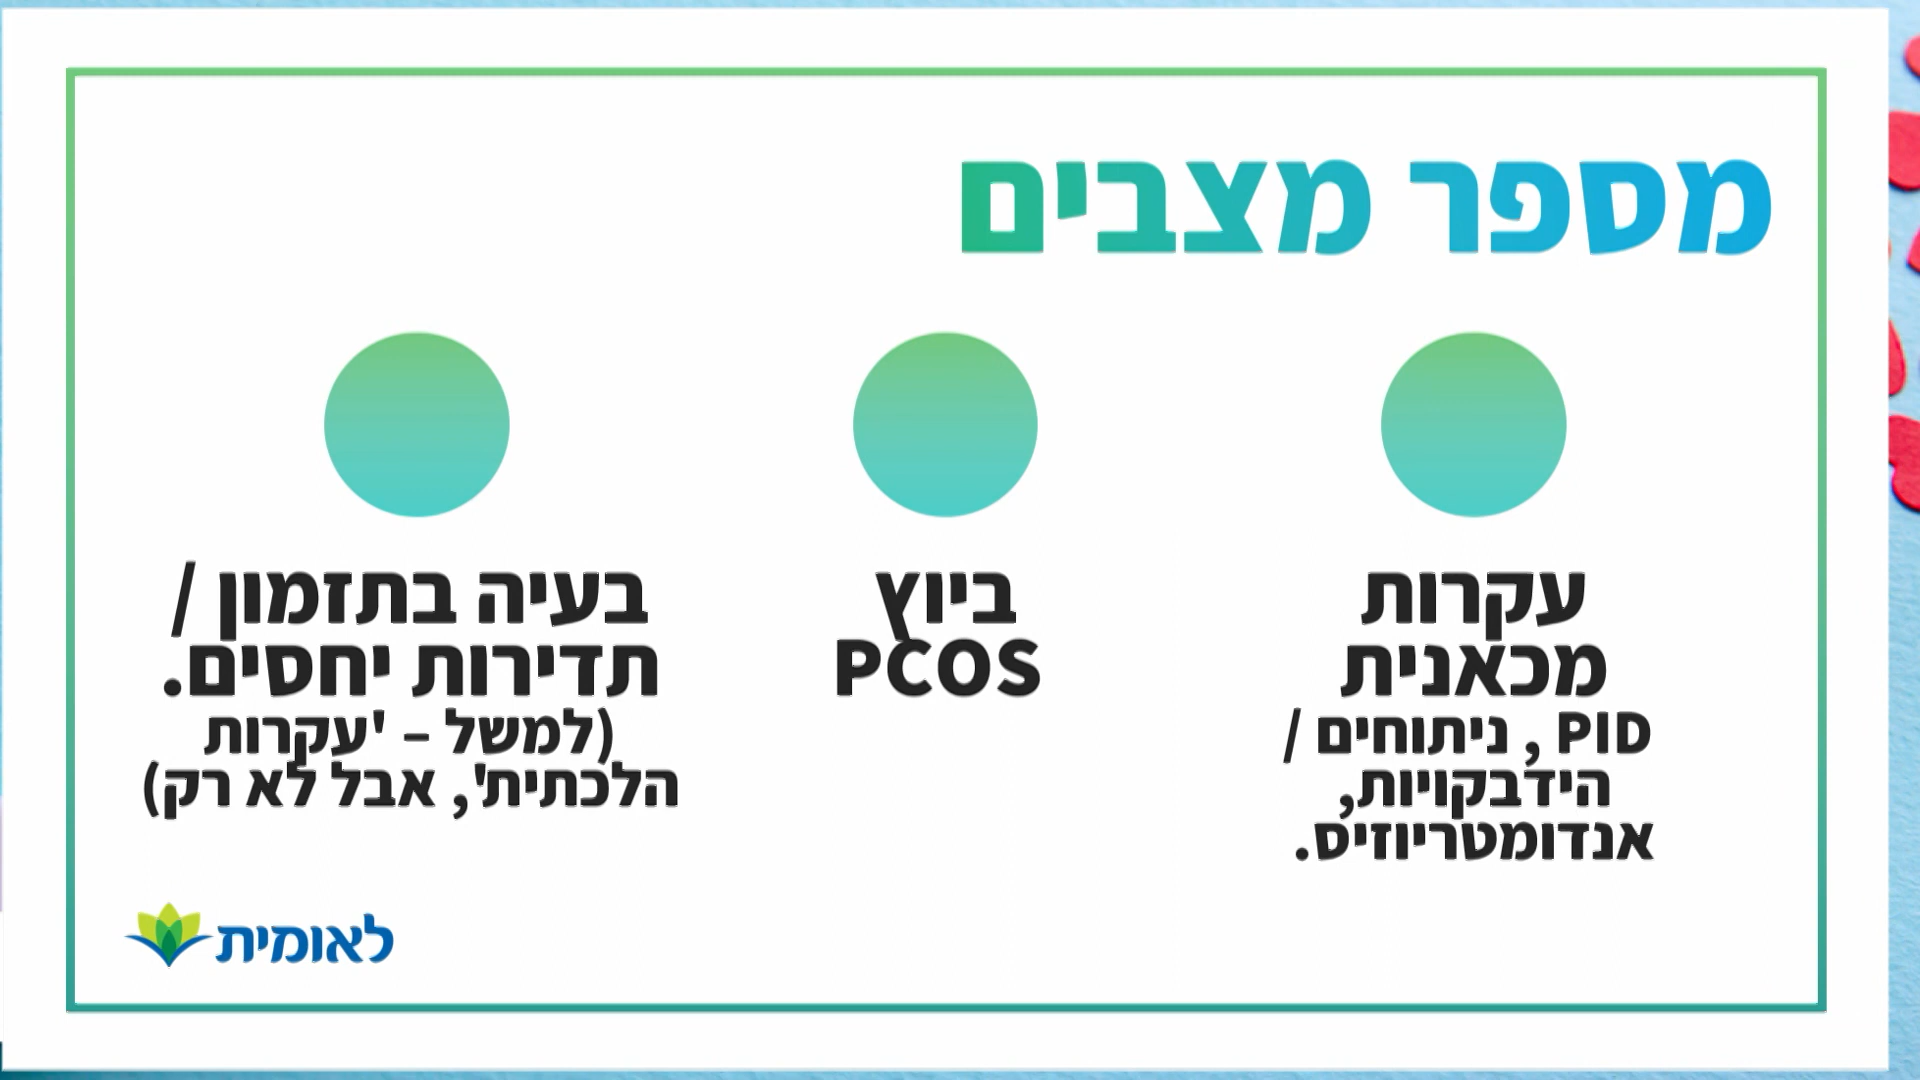 מספר מצבים
עקרות
מכאנית
PID , ניתוחים /
הידבקויות,
אנדומטריוזיס.
ביוץ
PCOS
בעיה בתזמון /
תדירות יחסים.
(למשל – 'עקרות
הלכתית', אבל לא רק)
לאומית